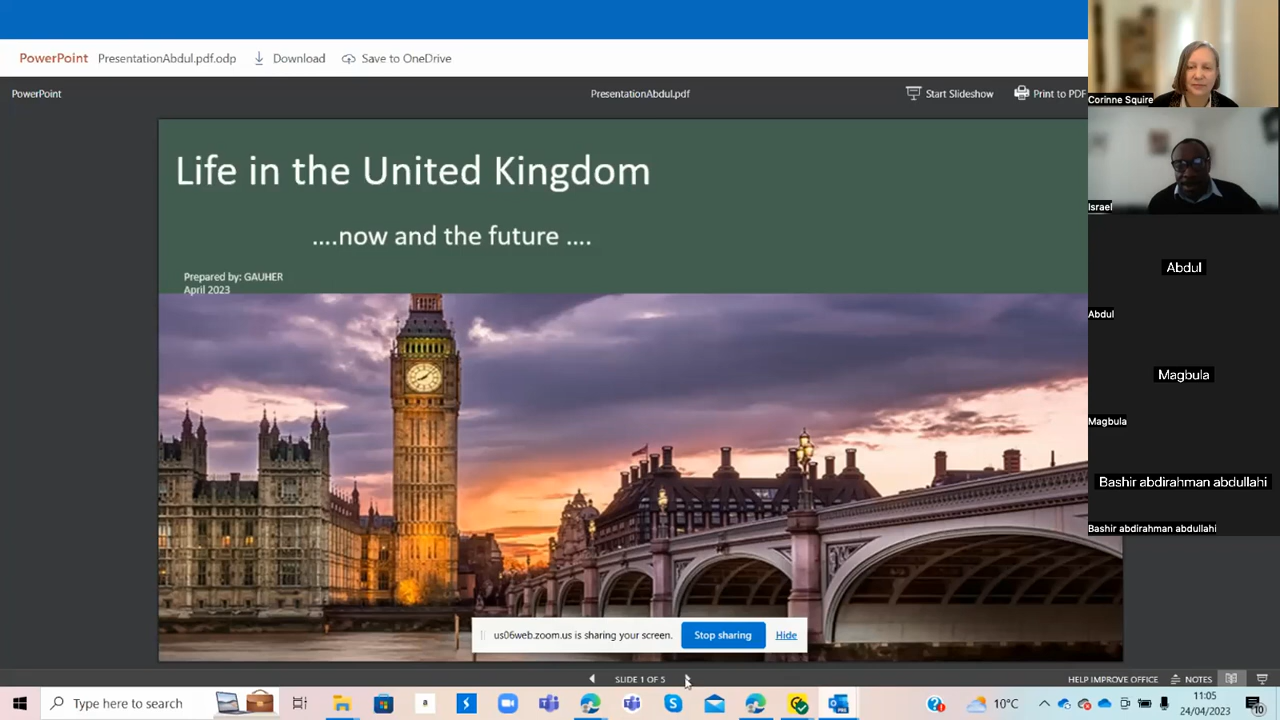 PowerPoint PresentationAbdul.pdf.odp Download Save to OneDrive
PowerPoint PresentationAbdul.pdf Start Slideshow Print to PDF
Life in the United Kingdom
....now and the future ....
Prepared by: GAUHER
April 2023
Corinne Squire
Israel
Abdul
Abdul
Magbula
Magbula
Bashir abdirahman abdullahi
Bashir abdirahman abdullahi
us06web.zoom.us is sharing your screen. Stop sharing Hide
SLIDE 1 OF 5 HELP IMPROVE OFFICE NOTES
Type here to search
a
10°C
11:05
24/04/2023
10